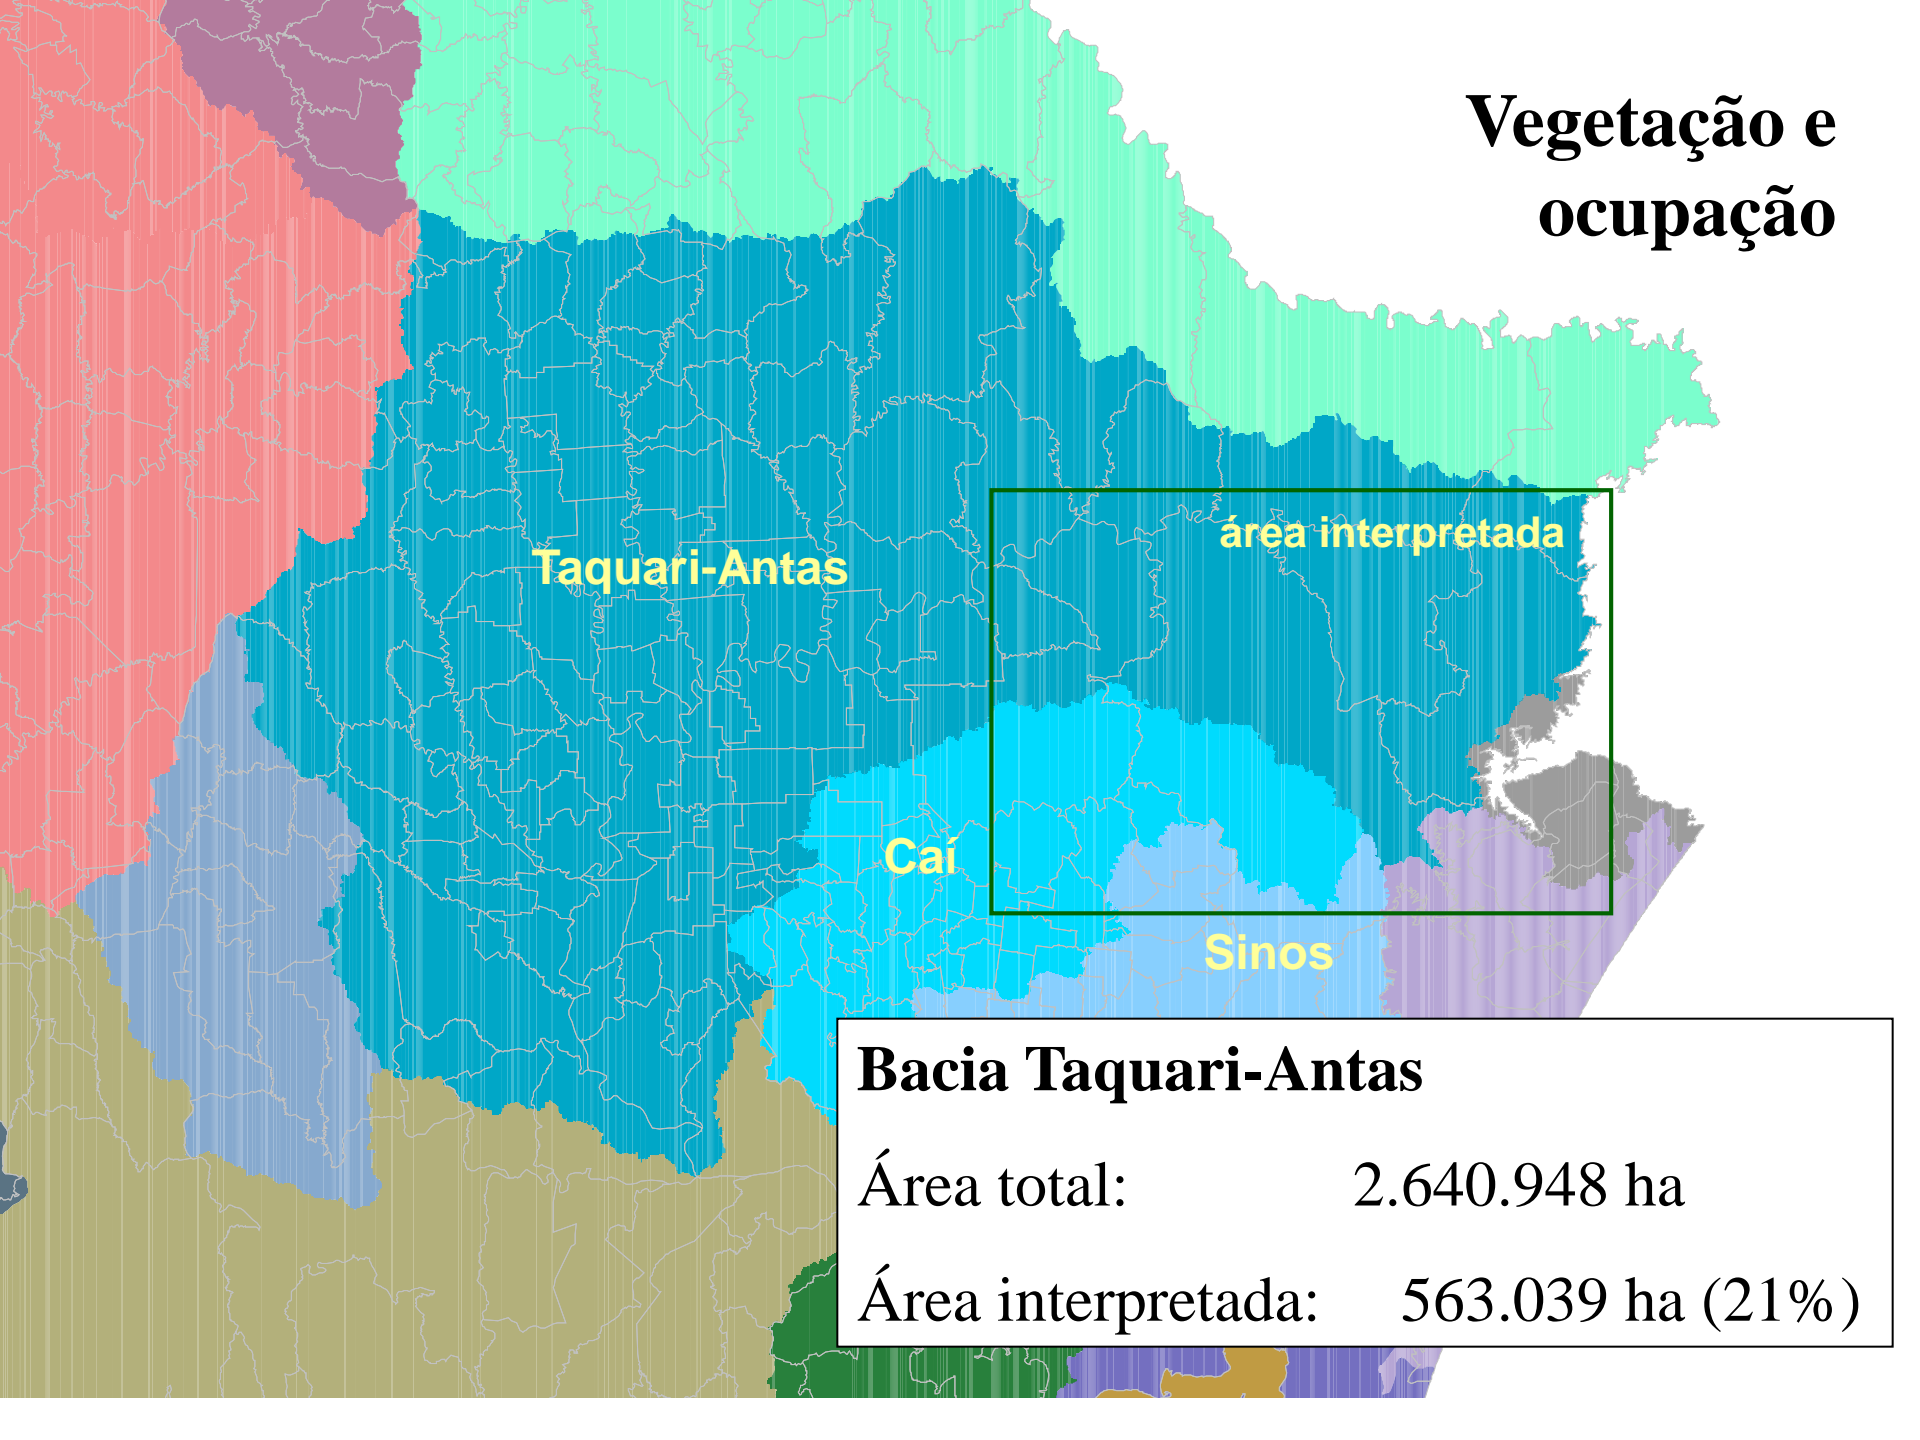 Vegetação e
ocupação
área interpretada
Taquari-Antas
Caí
Sinos
Bacia Taquari-Antas
Área total: 2.640.948 ha
Área interpretada: 563.039 ha (21%)